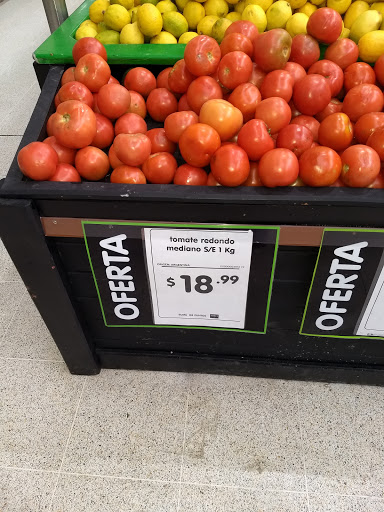 OFERTA
tomate redondo
mediano S/E 1 Kg
$18.99
OFERTA